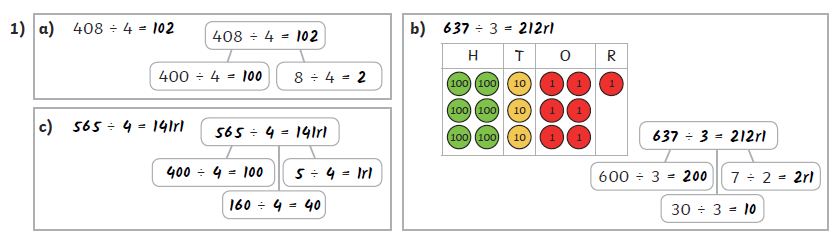 1) a) 408 ÷ 4 = 102
408 ÷ 4 = 102
400 ÷ 4 = 100
8 ÷ 4 = 2
b) 637 ÷ 3 = 212r1
H T O R
100 100 10 1 1 1
100 100 10 1 1
100 100 10 1 1
637 ÷ 3 = 212r1
600 ÷ 3 = 200
7 ÷ 2 = 2r1
30 ÷ 3 = 10
c) 565 ÷ 4 = 141r1
565 ÷ 4 = 141r1
400 ÷ 4 = 100
5 ÷ 4 = 1r1
160 ÷ 4 = 40